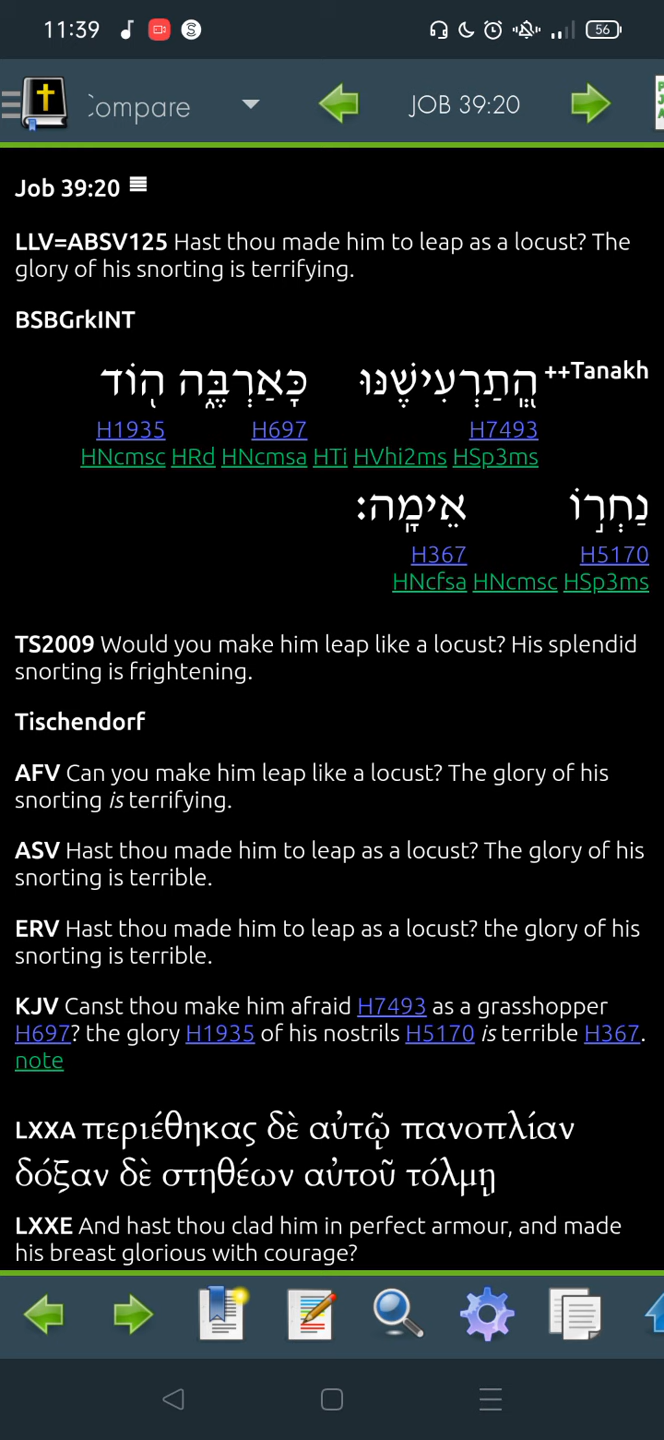 11:39 56
Compare JOB 39:20
Job 39:20
LLV=ABSV125 Hast thou made him to leap as a locust? The
glory of his snorting is terrifying.
BSBGrkINT
++Tanakh הְֽתַרְעִישֶׁנּוּ כָּאַרְבֶּ֑ה ה֖וֹד
H1935 H697 H7493
HNcmsc HRd HNcmsa HTi HVhi2ms HSp3ms
נַחְר֣וֹ אֵימָֽה׃
H367 H5170
HNcfsa HNcmsc HSp3ms
TS2009 Would you make him leap like a locust? His splendid
snorting is frightening.
Tischendorf
AFV Can you make him leap like a locust? The glory of his
snorting is terrifying.
ASV Hast thou made him to leap as a locust? The glory of his
snorting is terrible.
ERV Hast thou made him to leap as a locust? the glory of his
snorting is terrible.
KJV Canst thou make him afraid H7493 as a grasshopper
H697? the glory H1935 of his nostrils H5170 is terrible H367.
note
LXXA περιέθηκας δὲ αὐτῷ πανοπλίαν
δόξαν δὲ στηθέων αὐτοῦ τόλμῃ
LXXE And hast thou clad him in perfect armour, and made
his breast glorious with courage?